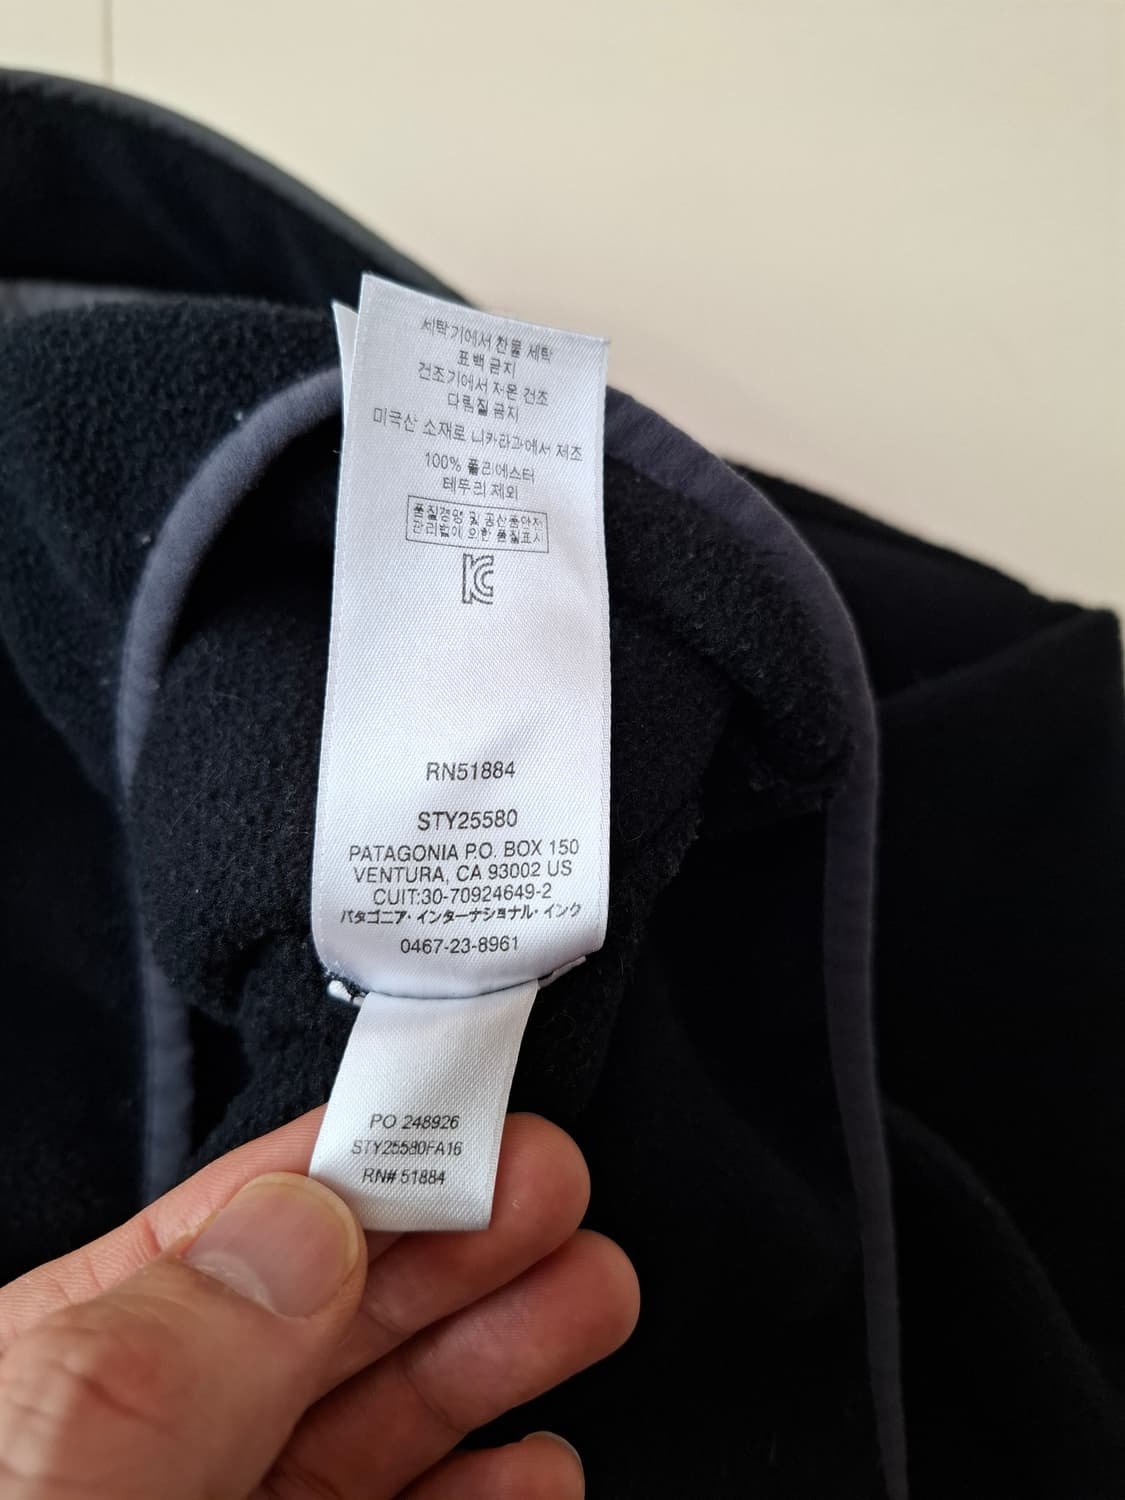 세탁기에서 찬물 세탁
표백 금지
건조기에서 저온 건조
다림질 금지
미국산 소재로 니카라과에서 제조
100% 폴리에스터
테두리 제외
품질경영 및 공산품안전
관리법에 의한 품질표시
KC
RN51884
STY25580
PATAGONIA P.O. BOX 150
VENTURA, CA 93002 US
CUIT:30-70924649-2
パタゴニア・インターナショナル・インク
0467-23-8961
PO 248926
STY25580FA16
RN# 51884